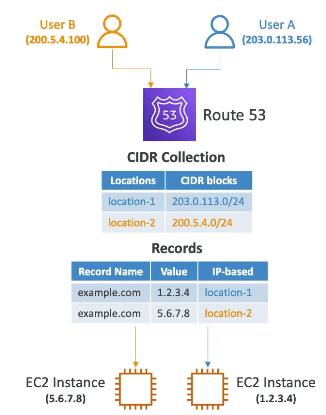 User B
(200.5.4.100)
User A
(203.0.113.56)
53
Route 53
CIDR Collection
Locations CIDR blocks
location-1 203.0.113.0/24
location-2 200.5.4.0/24
Records
Record Name Value IP-based
example.com 1.2.3.4 location-1
example.com 5.6.7.8 location-2
EC2 Instance
(5.6.7.8)
EC2 Instance
(1.2.3.4)